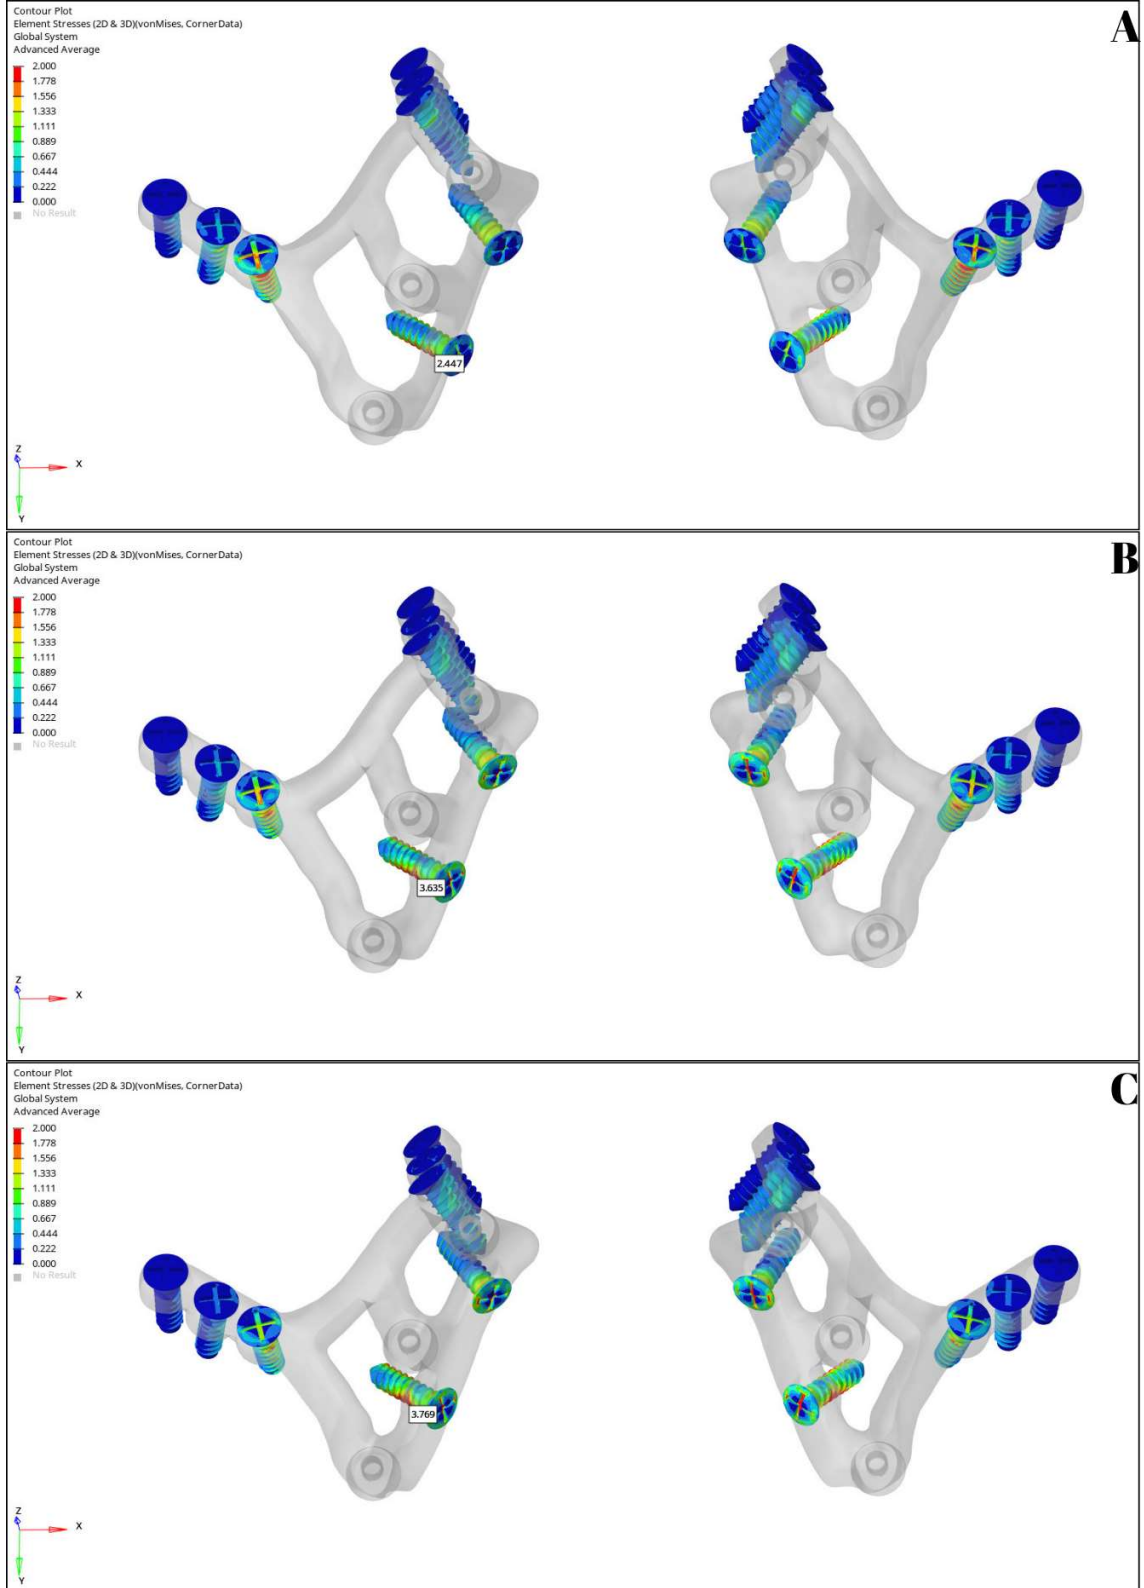 Contour Plot
Element Stresses (2D & 3D)(vonMises, CornerData)
Global System
Advanced Average
2.000
1.778
1.556
1.333
1.111
0.889
0.667
0.444
0.222
0.000
No Result
A
2.447
Z
X
Y
Contour Plot
Element Stresses (2D & 3D)(vonMises, CornerData)
Global System
Advanced Average
2.000
1.778
1.556
1.333
1.111
0.889
0.667
0.444
0.222
0.000
No Result
B
3.635
Z
X
Y
Contour Plot
Element Stresses (2D & 3D)(vonMises, CornerData)
Global System
Advanced Average
2.000
1.778
1.556
1.333
1.111
0.889
0.667
0.444
0.222
0.000
No Result
C
3.769
Z
X
Y